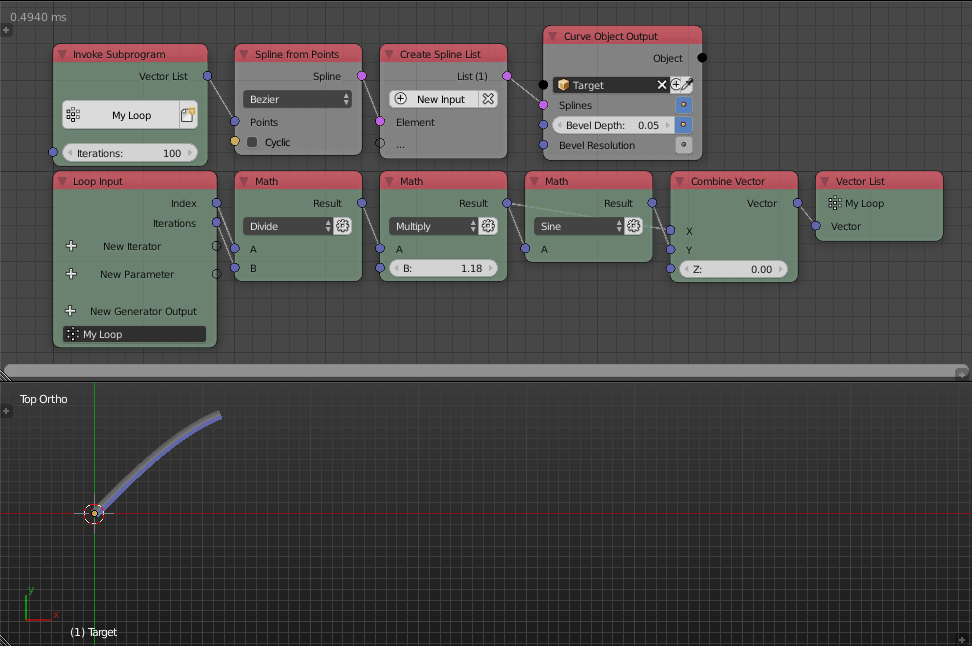 0.4940 ms
Invoke Subprogram
Vector List
My Loop
Iterations: 100
Spline from Points
Spline
Bezier
Points
Cyclic
Create Spline List
List (1)
New Input
Element
...
Curve Object Output
Object
Target
Splines
Bevel Depth: 0.05
Bevel Resolution
Loop Input
Index
Iterations
New Iterator
New Parameter
New Generator Output
My Loop
Math
Result
Divide
A
B
Math
Result
Multiply
A
B: 1.18
Math
Result
Sine
A
Combine Vector
Vector
X
Y
Z: 0.00
Vector List
My Loop
Vector
Top Ortho
y
x
(1) Target